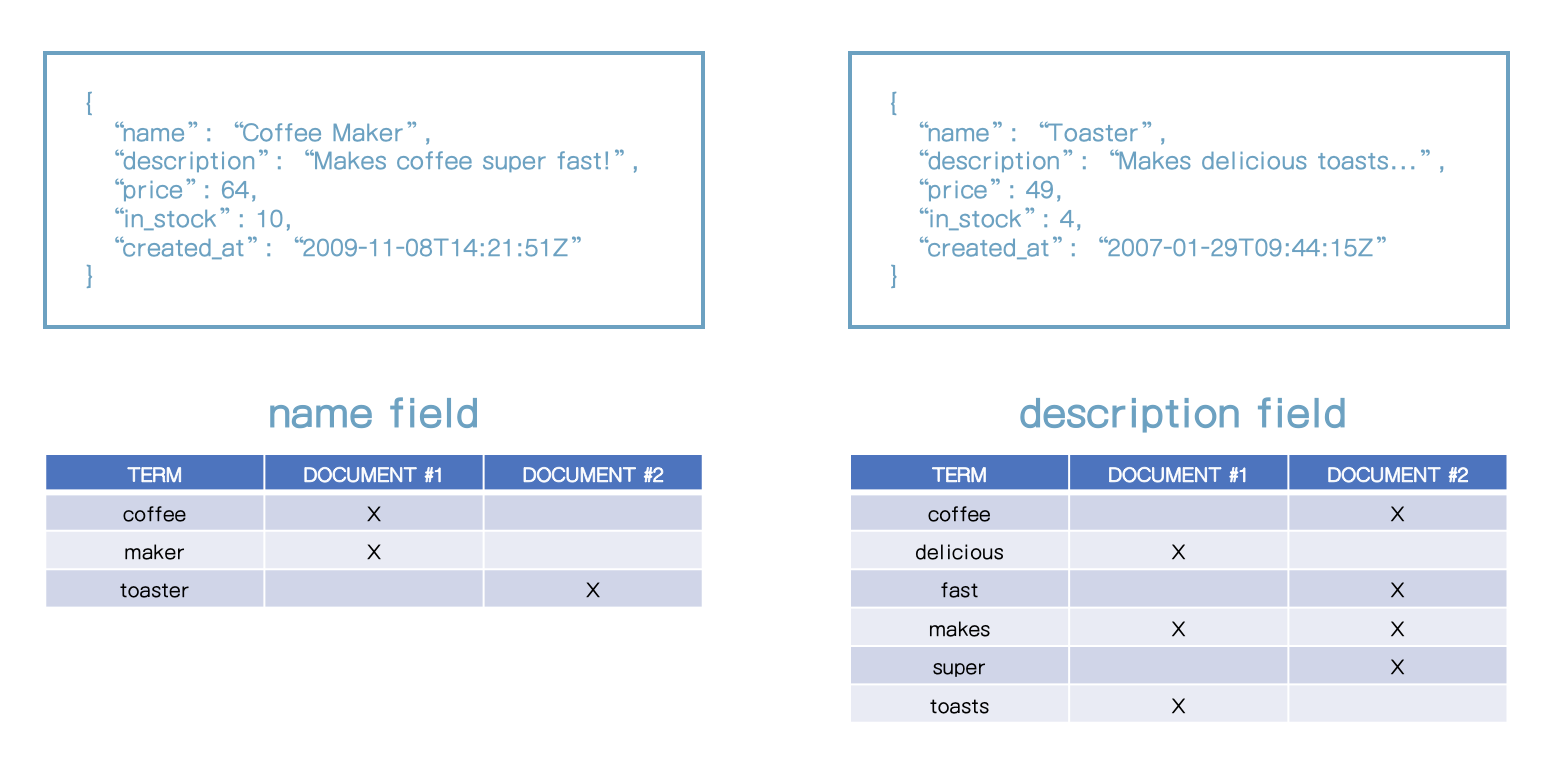 {
“name”: “Coffee Maker”,
“description”: “Makes coffee super fast!”,
“price”: 64,
“in_stock”: 10,
“created_at”: “2009-11-08T14:21:51Z”
}
{
“name”: “Toaster”,
“description”: “Makes delicious toasts...”,
“price”: 49,
“in_stock”: 4,
“created_at”: “2007-01-29T09:44:15Z”
}
name field
TERM DOCUMENT #1 DOCUMENT #2
coffee X
maker X
toaster X
description field
TERM DOCUMENT #1 DOCUMENT #2
coffee X
delicious X
fast X
makes X X
super X
toasts X